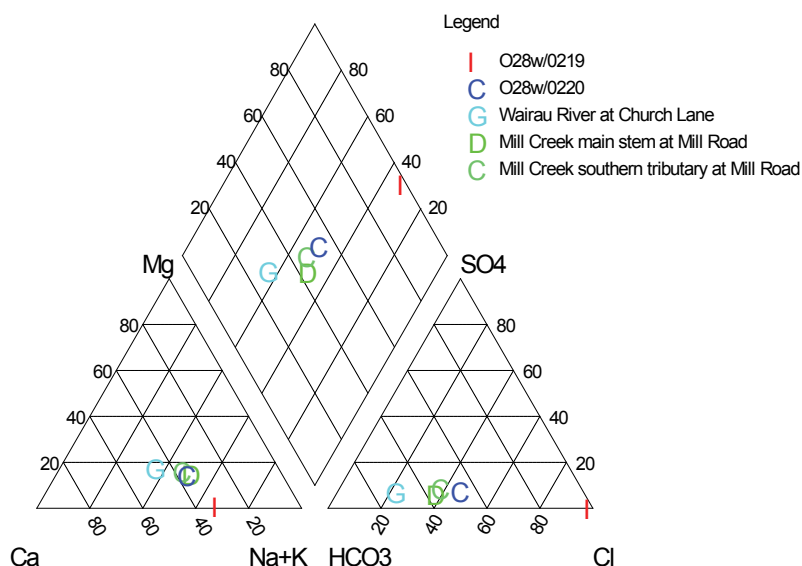 Legend
I O28w/0219
C O28w/0220
G Wairau River at Church Lane
D Mill Creek main stem at Mill Road
C Mill Creek southern tributary at Mill Road
80 80
60 60
40 40
I
20 20
C
C
G D
Mg SO4
80 80
60 60
40 40
20 20
G C D C
G D C C
I I
80 60 40 20 20 40 60 80
Ca Na+K HCO3 Cl